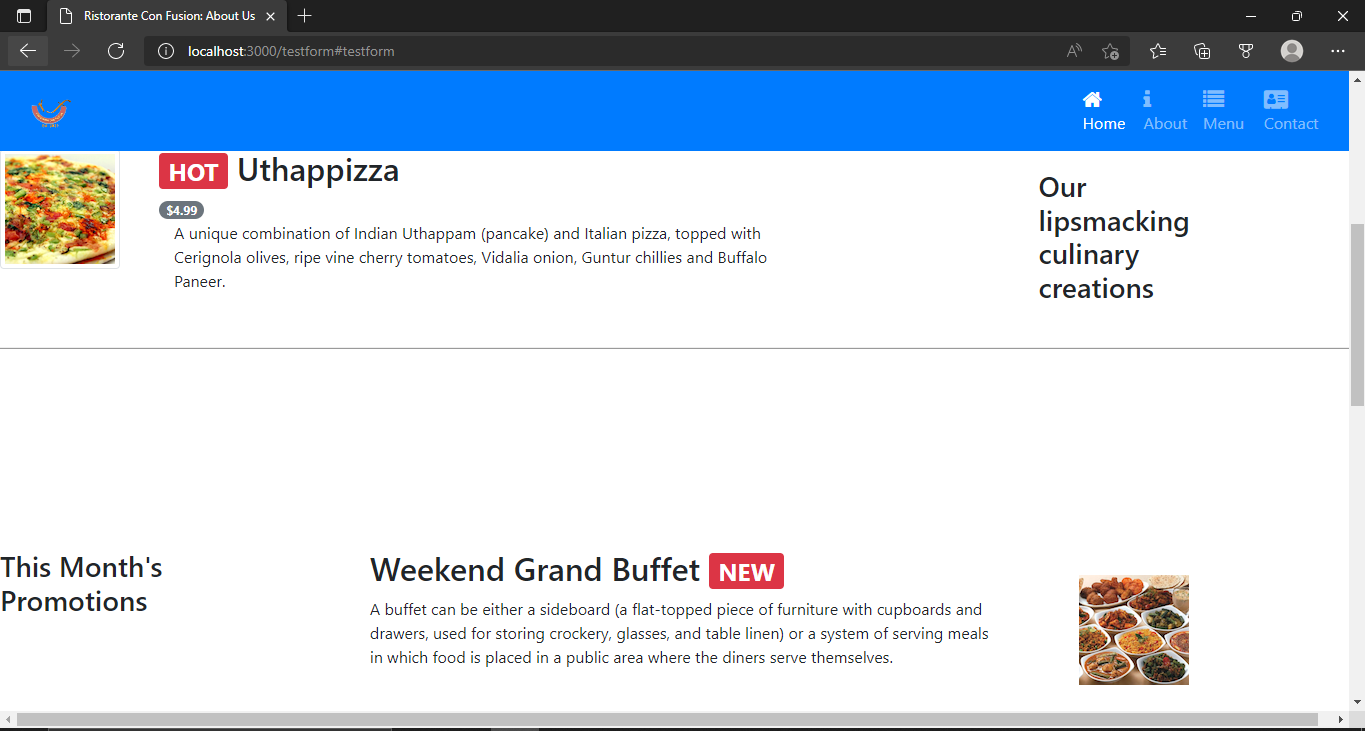 Ristorante Con Fusion: About Us
localhost:3000/testform#testform
Home About Menu Contact
HOT Uthappizza
$4.99
A unique combination of Indian Uthappam (pancake) and Italian pizza, topped with
Cerignola olives, ripe vine cherry tomatoes, Vidalia onion, Guntur chillies and Buffalo
Paneer.
Our
lipsmacking
culinary
creations
This Month's
Promotions
Weekend Grand Buffet NEW
A buffet can be either a sideboard (a flat-topped piece of furniture with cupboards and
drawers, used for storing crockery, glasses, and table linen) or a system of serving meals
in which food is placed in a public area where the diners serve themselves.